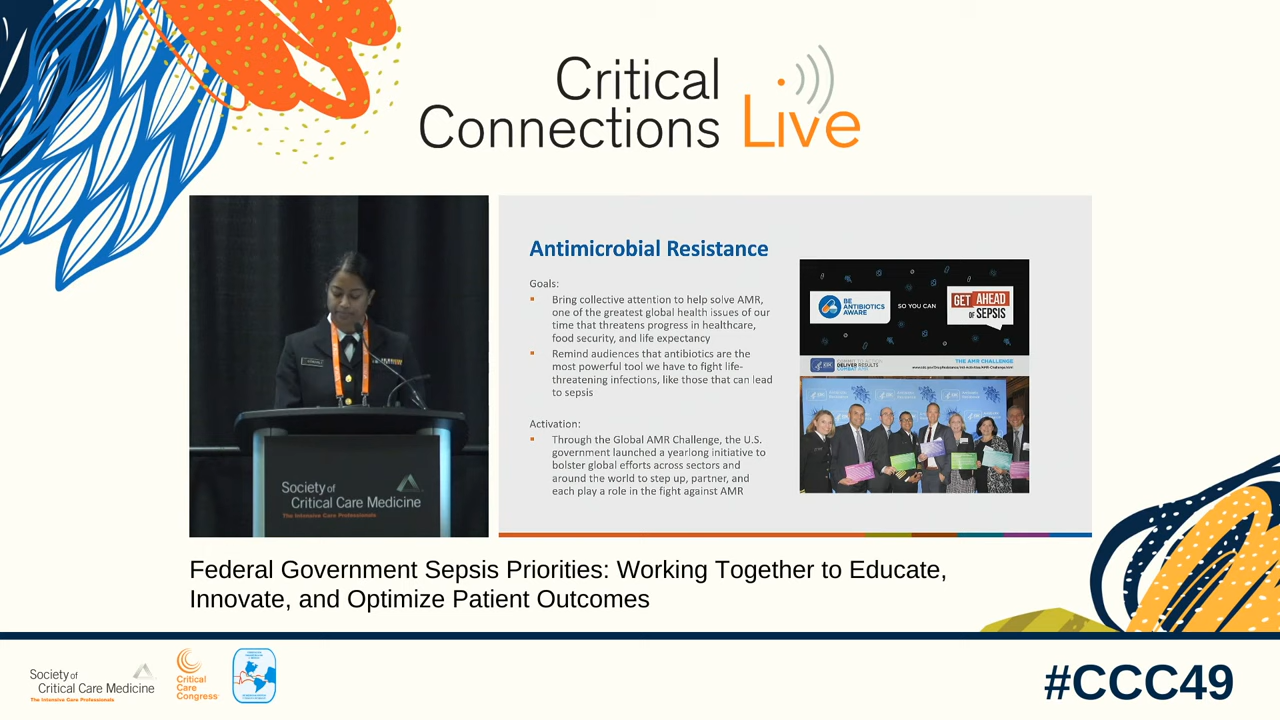 Critical
Connections Live
Antimicrobial Resistance
Goals:
Bring collective attention to help solve AMR,
one of the greatest global health issues of our
time that threatens progress in healthcare,
food security, and life expectancy
Remind audiences that antibiotics are the
most powerful tool we have to fight life-
threatening infections, like those that can lead
to sepsis
Activation:
Through the Global AMR Challenge, the U.S.
government launched a yearlong initiative to
bolster global efforts across sectors and
around the world to step up, partner, and
each play a role in the fight against AMR
BE
ANTIBIOTICS
AWARE
SO YOU CAN
GET AHEAD
OF SEPSIS
DELIVER RESULTS
THE AMR CHALLENGE
Society of
Critical Care Medicine
The Intensive Care Professionals
Federal Government Sepsis Priorities: Working Together to Educate,
Innovate, and Optimize Patient Outcomes
Society of
Critical Care Medicine
The Intensive Care Professionals
Critical
Care
Congress
#CCC49